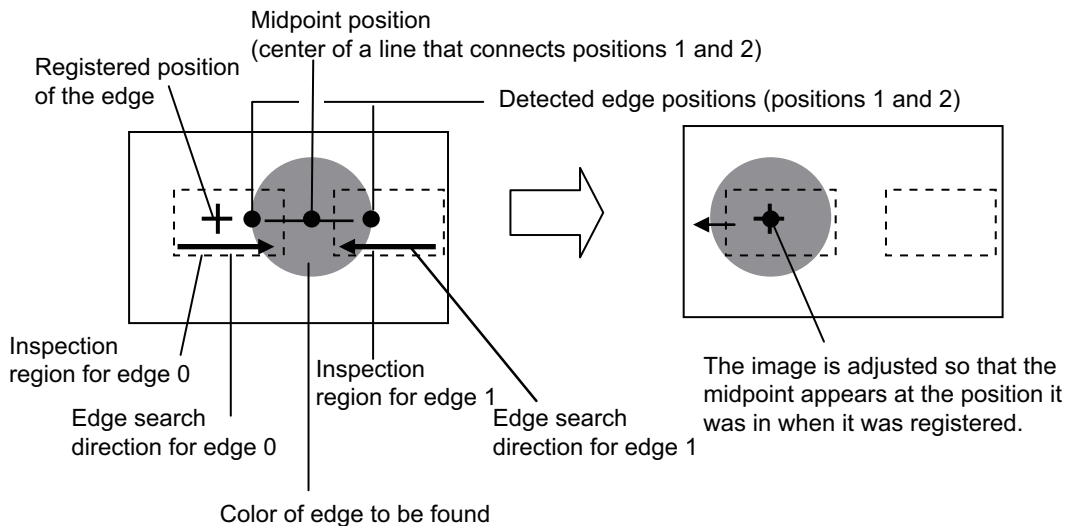 Midpoint position
(center of a line that connects positions 1 and 2)
Registered position
of the edge
Detected edge positions (positions 1 and 2)
Inspection
region for edge 0
Edge search
direction for edge 0
Inspection
region for edge 1
Edge search
direction for edge 1
Color of edge to be found
The image is adjusted so that the
midpoint appears at the position it
was in when it was registered.